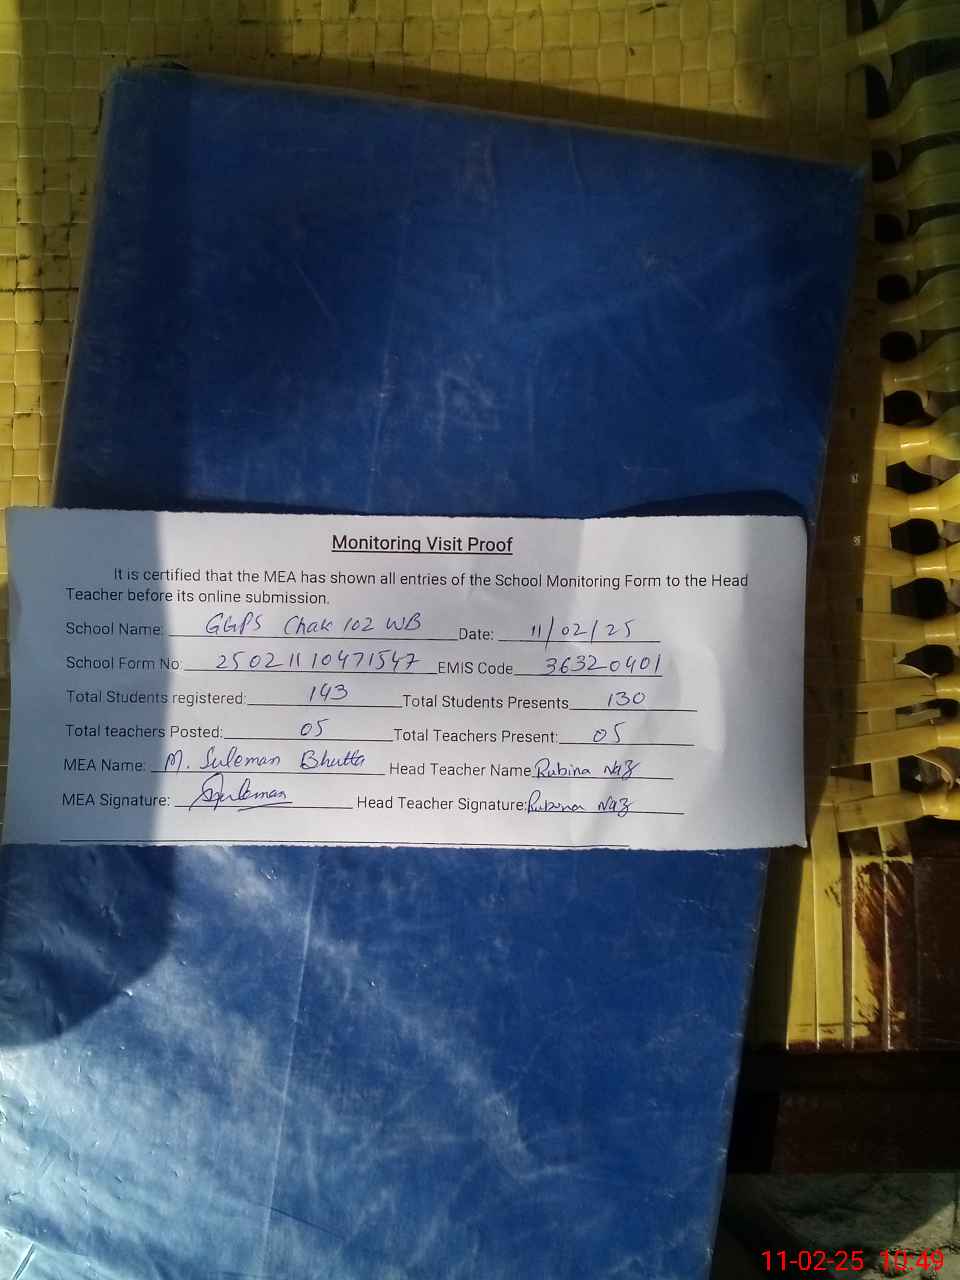 Monitoring Visit Proof
It is certified that the MEA has shown all entries of the School Monitoring Form to the Head
Teacher before its online submission.
School Name: GGPS Chak 102 WB Date: 11/02/25
School Form No: 25021110471547 EMIS Code 36320401
Total Students registered: 143 Total Students Presents 130
Total teachers Posted: 05 Total Teachers Present: 05
MEA Name: M. Suleman Bhutta Head Teacher Name Rubina Naz
MEA Signature: Suleman Head Teacher Signature: Rubina Naz
11-02-25 10:49